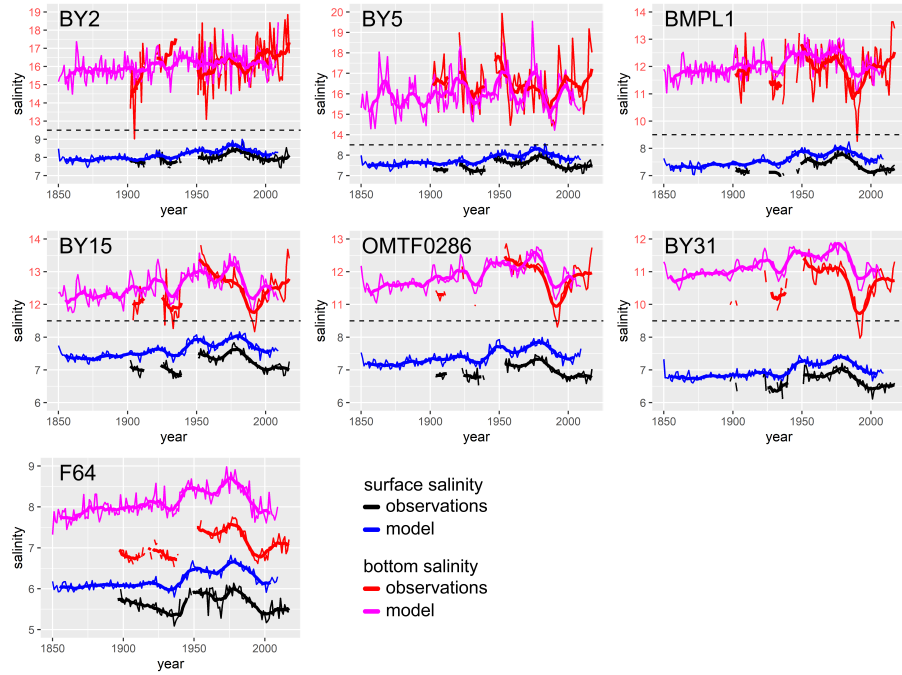 BY2
19
18
17
16
15
14
13
9
8
7
salinity
1850 1900 1950 2000
year
BY5
20
19
18
17
16
15
14
8
7
salinity
1850 1900 1950 2000
year
BMPL1
14
13
12
11
10
8
7
salinity
1850 1900 1950 2000
year
BY15
14
13
12
8
7
6
salinity
1850 1900 1950 2000
year
OMTF0286
13
12
11
8
7
6
salinity
1850 1900 1950 2000
year
BY31
12
11
10
8
7
6
salinity
1850 1900 1950 2000
year
F64
9
8
7
6
5
salinity
1850 1900 1950 2000
year
surface salinity
observations
model
bottom salinity
observations
model